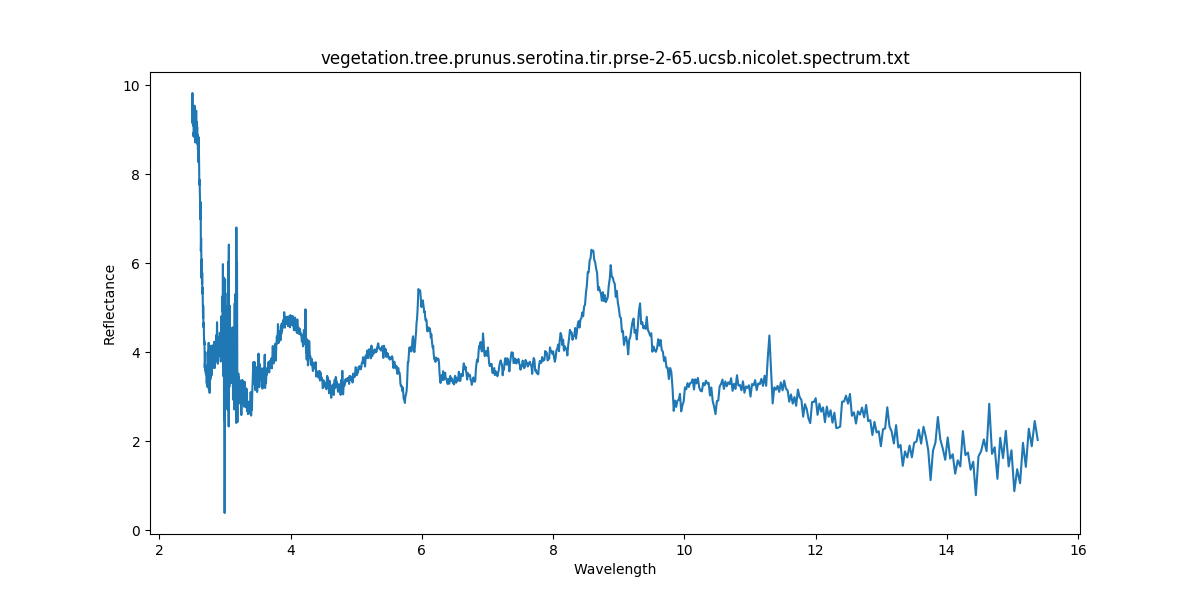 vegetation.tree.prunus.serotina.tir.prse-2-65.ucsb.nicolet.spectrum.txt
10
8
6
4
2
0
Reflectance
2 4 6 8 10 12 14 16
Wavelength